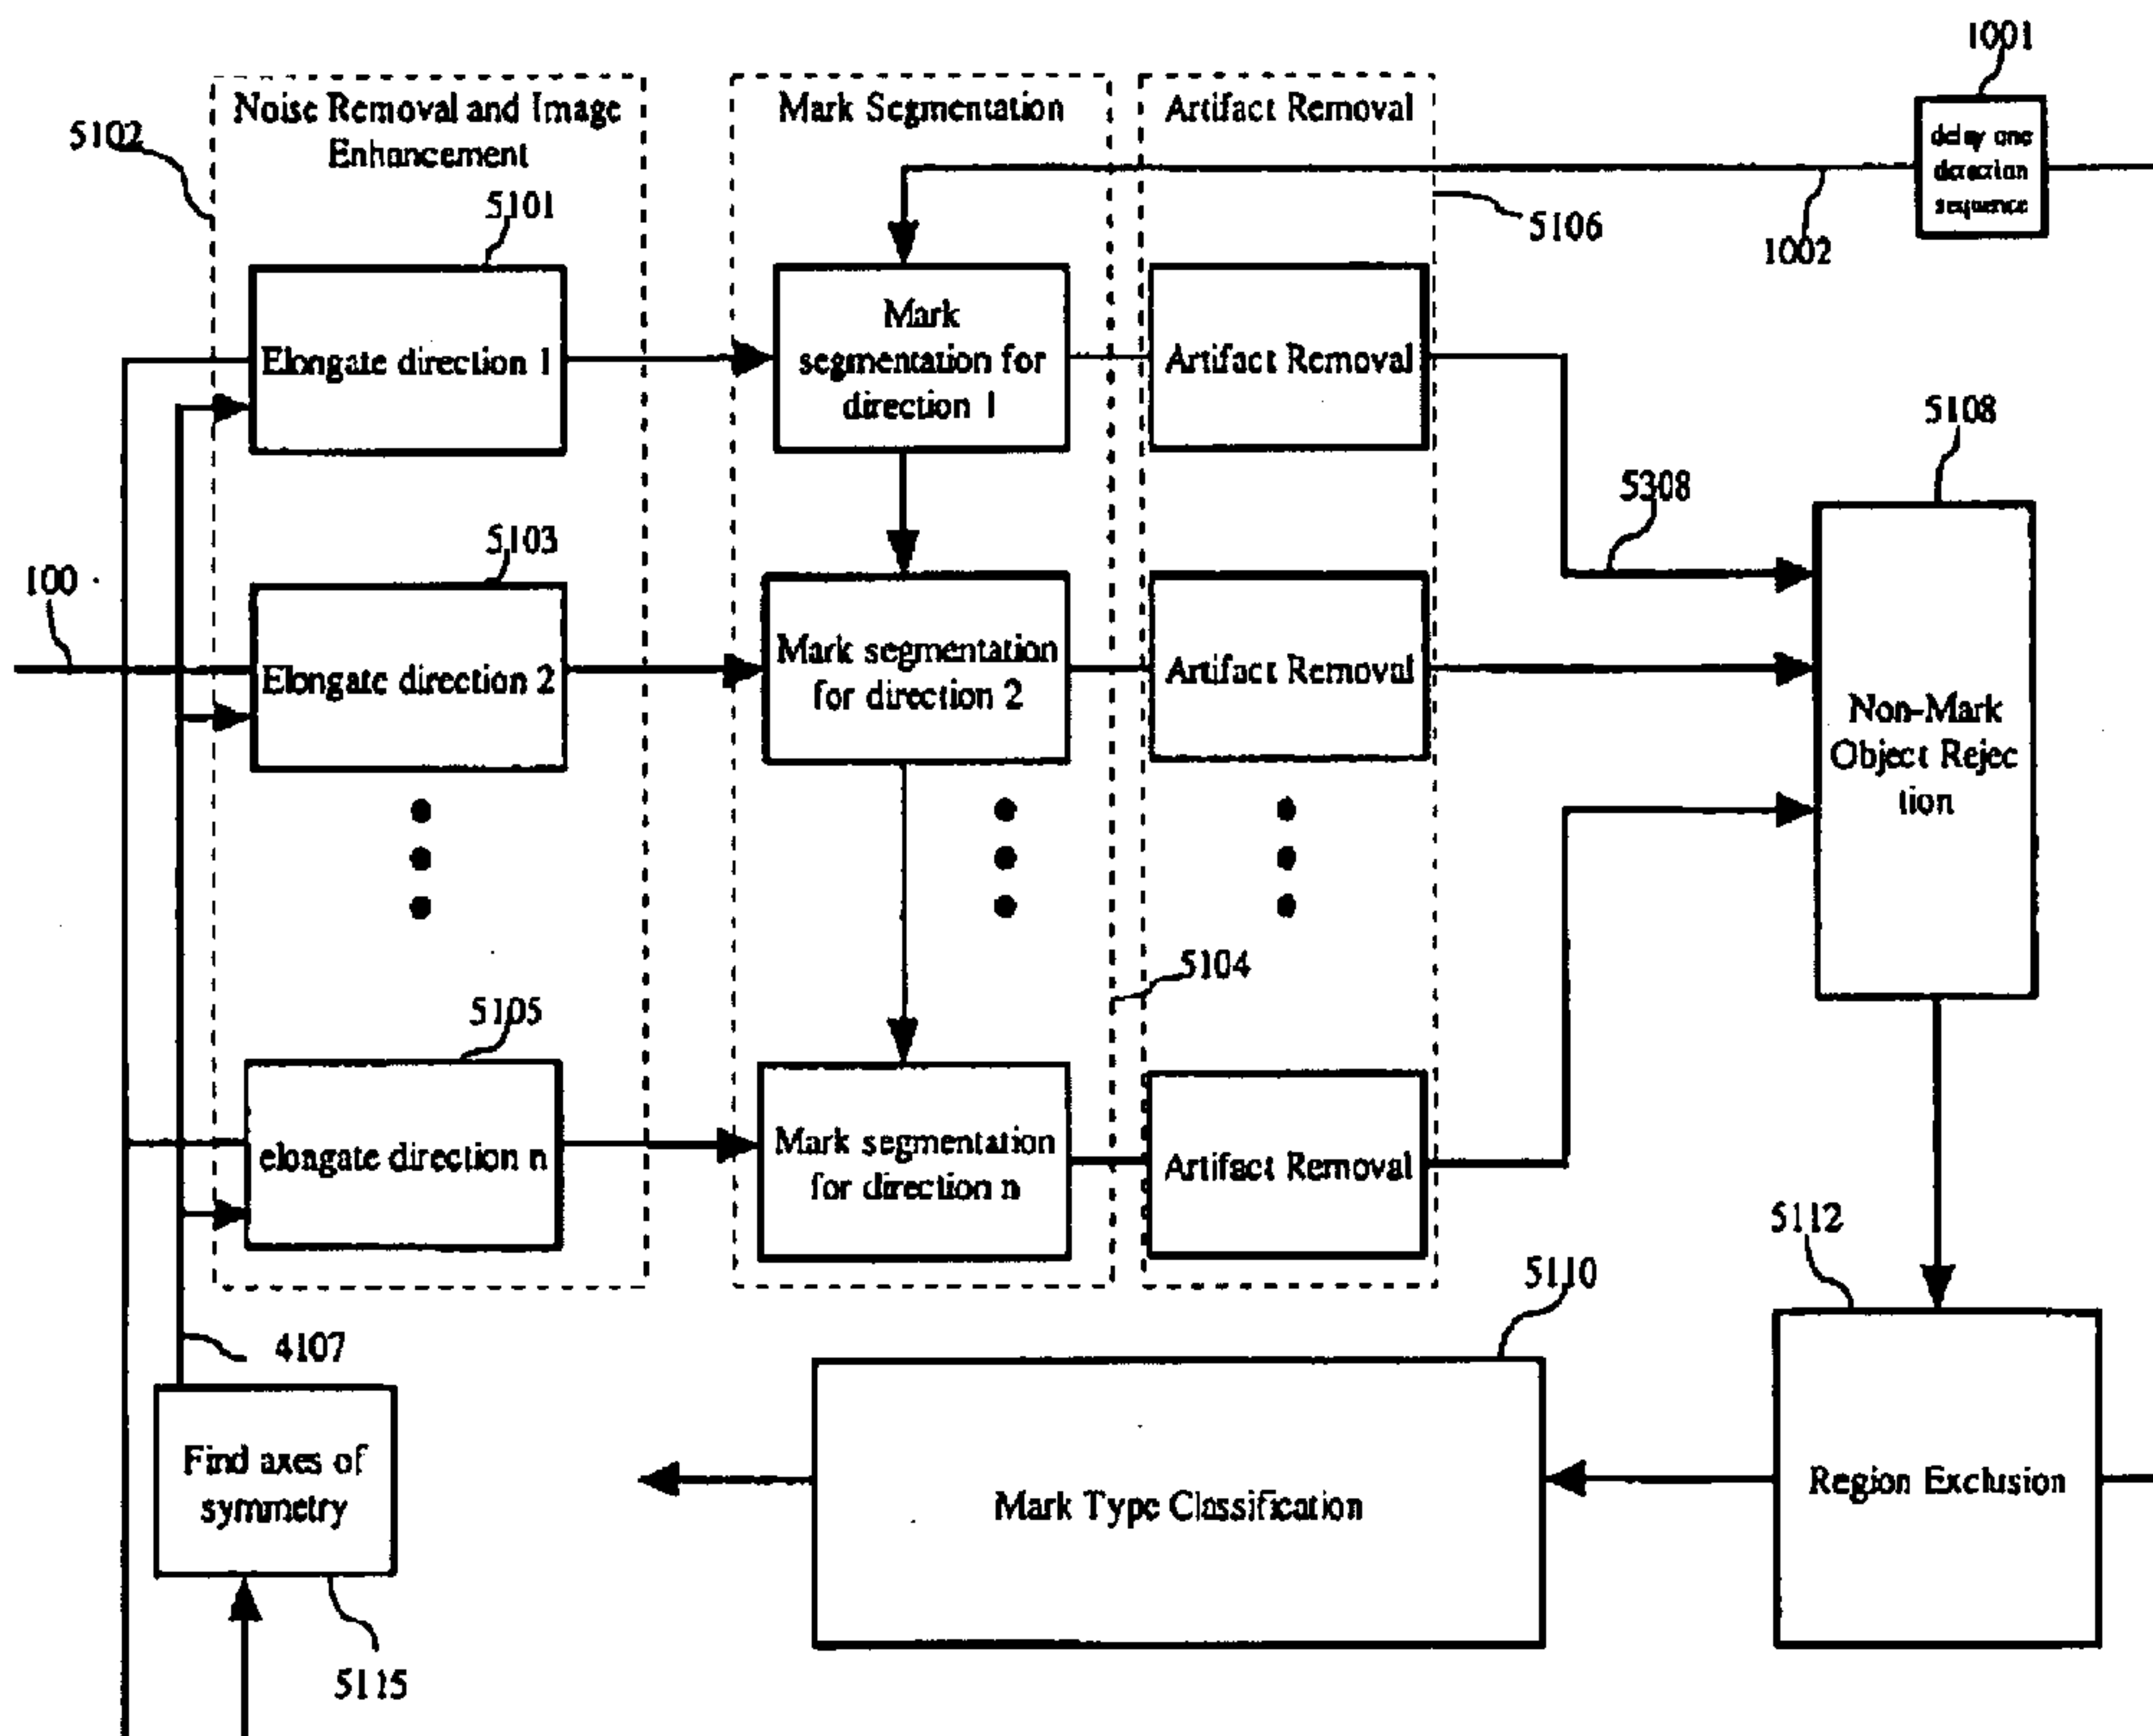 1001
Noise Removal and Image
Enhancement
Mark Segmentation
Artifact Removal
delay one
detection
sequence
5102
5101
5106
1002
Elongate direction 1
Mark
segmentation for
direction 1
Artifact Removal
5108
5308
5103
100
Elongate direction 2
Mark segmentation
for direction 2
Artifact Removal
Non-Mark
Object Rejec
tion
5104
5105
elongate direction n
Mark segmentation
for direction n
Artifact Removal
5112
5110
4107
Find axes of
symmetry
Mark Type Classification
Region Exclusion
5115